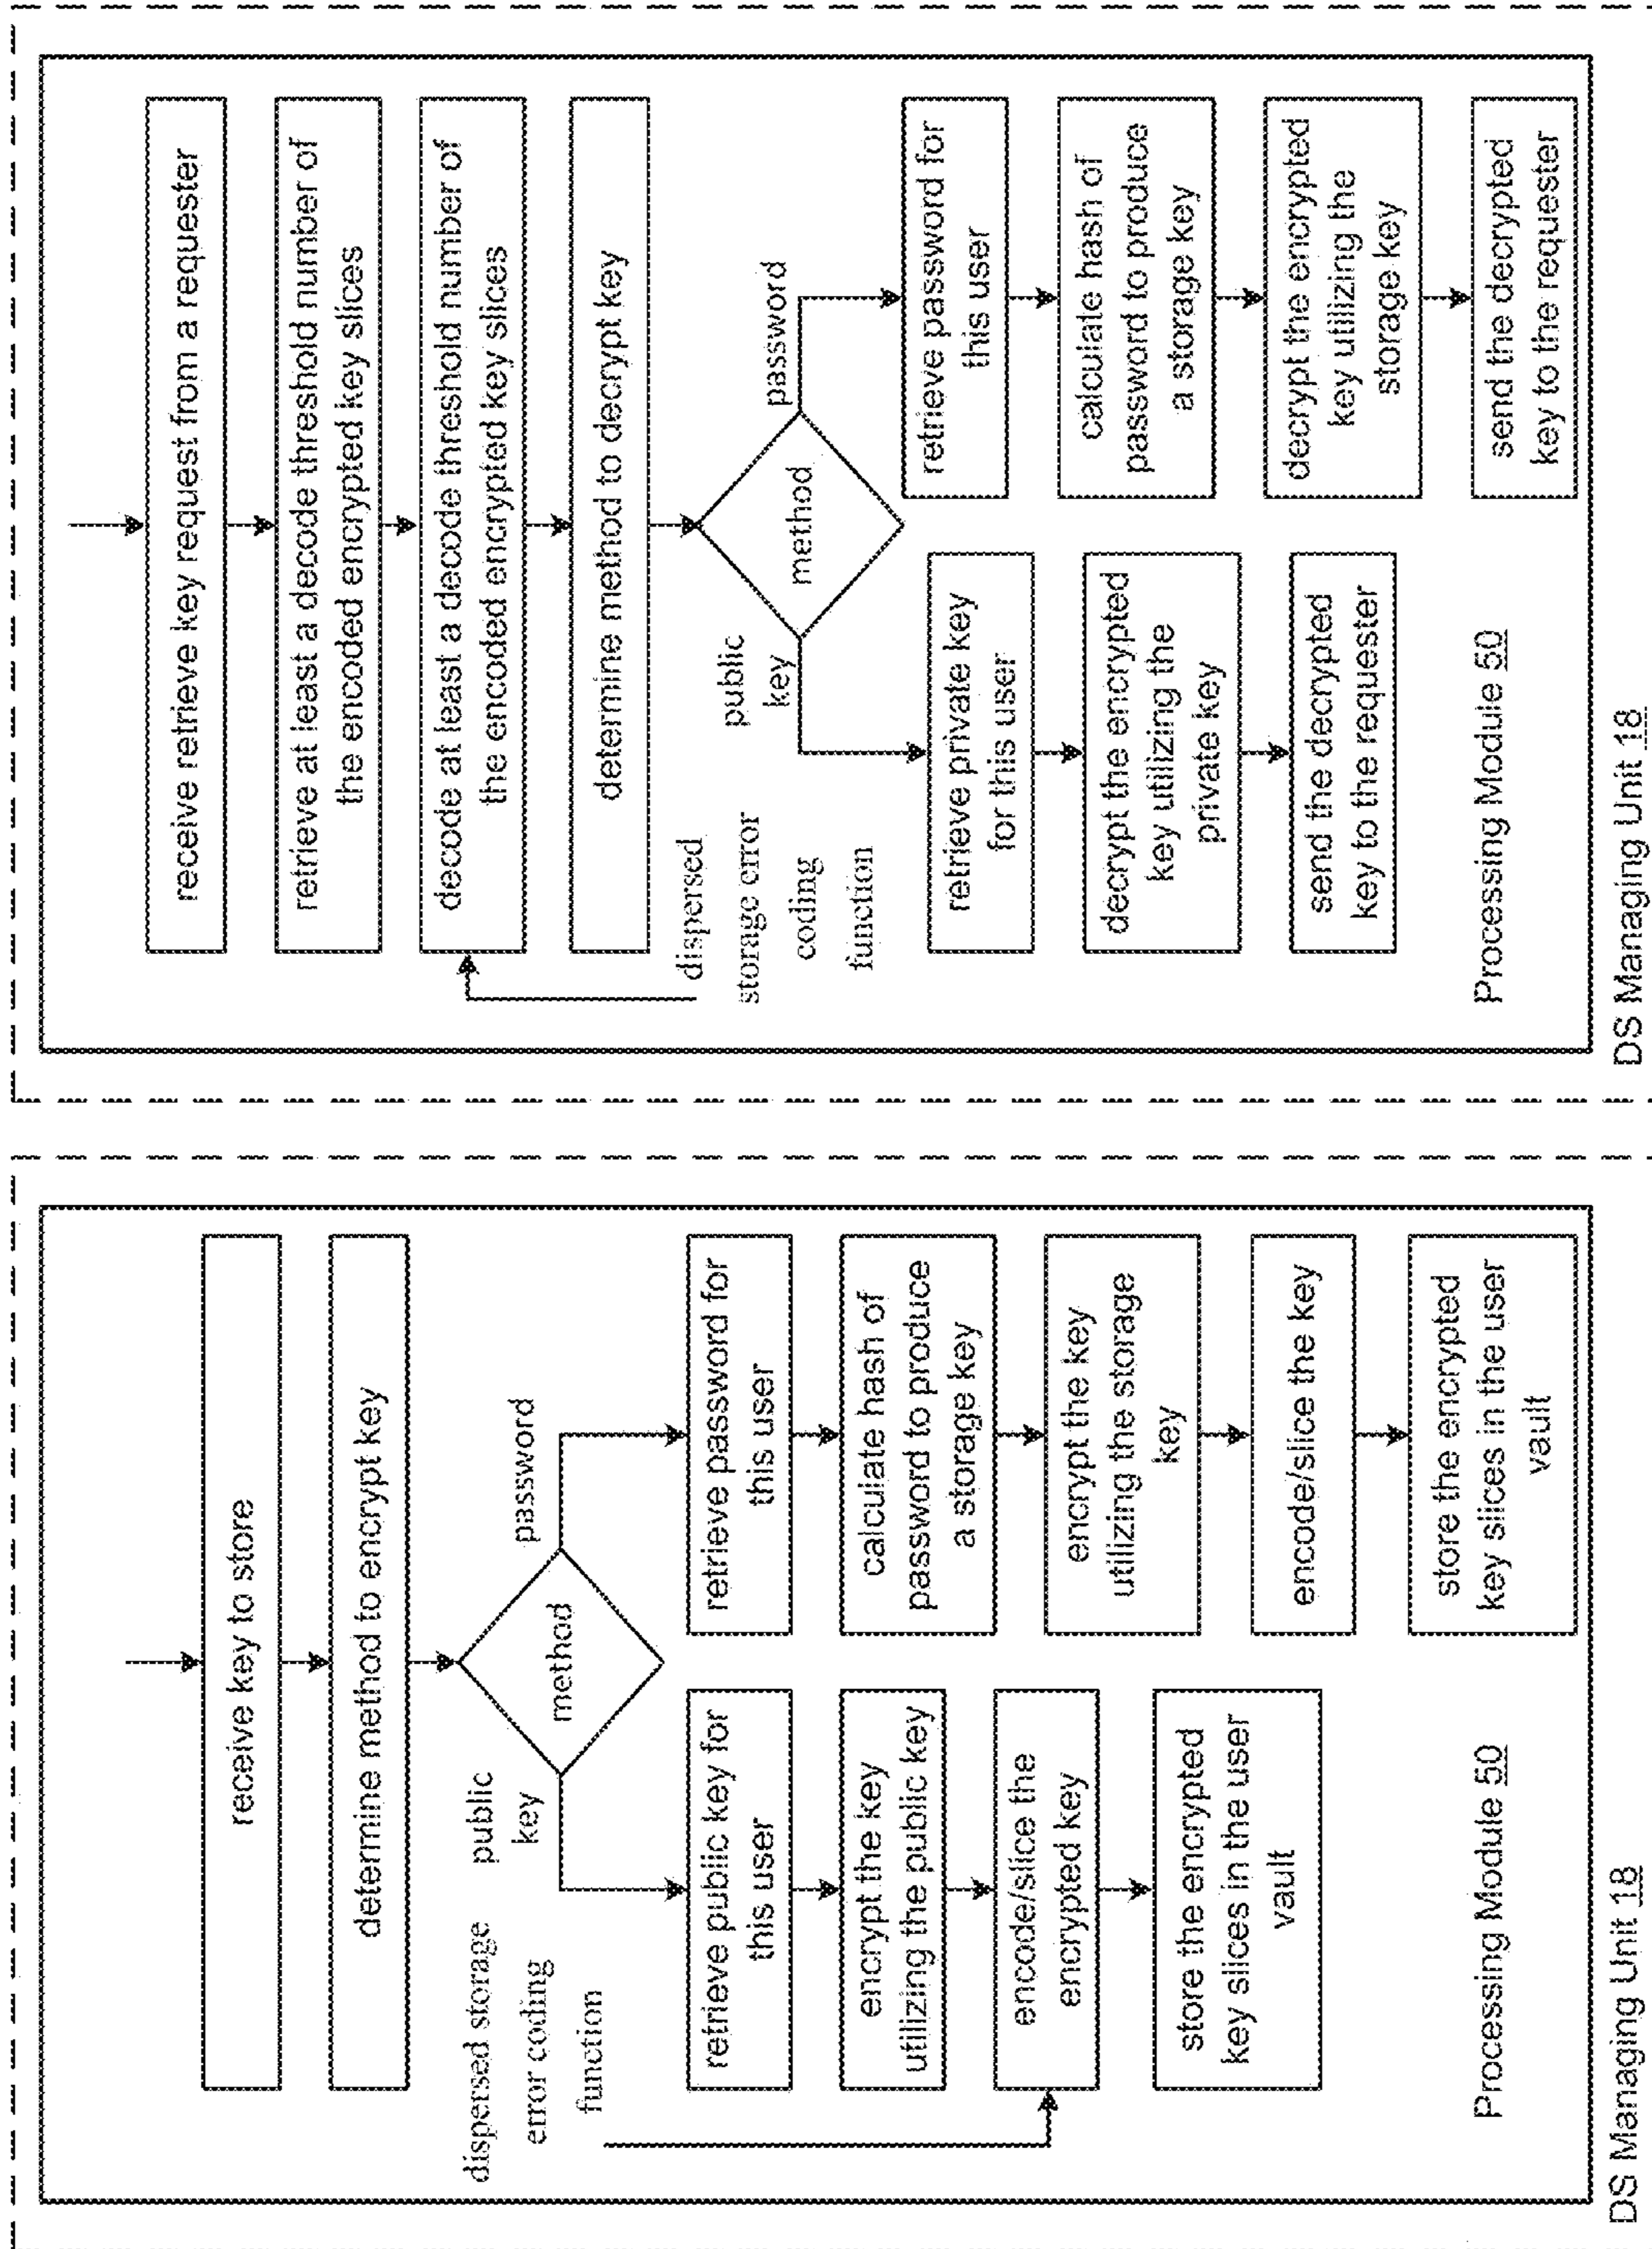 receive key to store
determine method to encrypt key
method
public
key
password
dispersed storage
error coding
function
retrieve public key for
this user
encrypt the key
utilizing the public key
encode/slice the
encrypted key
store the encrypted
key slices in the user
vault
retrieve password for
this user
calculate hash of
password to produce
a storage key
encrypt the key
utilizing the storage
key
encode/slice the key
store the encrypted
key slices in the user
vault
Processing Module 50
DS Managing Unit 18
receive retrieve key request from a requester
retrieve at least a decode threshold number of
the encoded encrypted key slices
decode at least a decode threshold number of
the encoded encrypted key slices
determine method to decrypt key
method
public
key
password
dispersed
storage error
coding
function
retrieve private key
for this user
decrypt the encrypted
key utilizing the
private key
send the decrypted
key to the requester
retrieve password for
this user
calculate hash of
password to produce
a storage key
decrypt the encrypted
key utilizing the
storage key
send the decrypted
key to the requester
Processing Module 50
DS Managing Unit 18